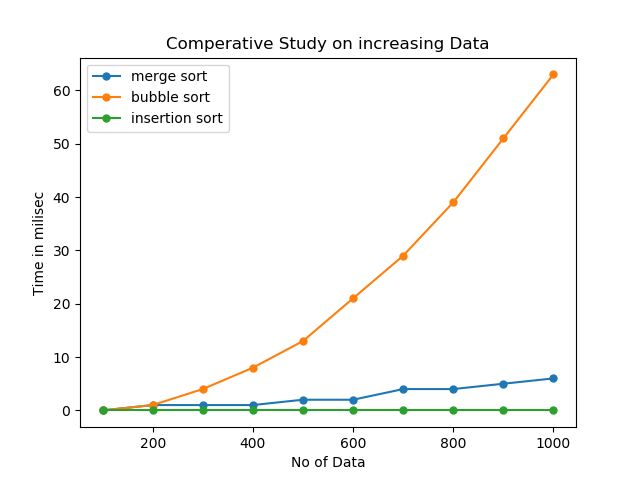 Comperative Study on increasing Data
merge sort
bubble sort
insertion sort
Time in milisec
60
50
40
30
20
10
0
200
400
600
800
1000
No of Data